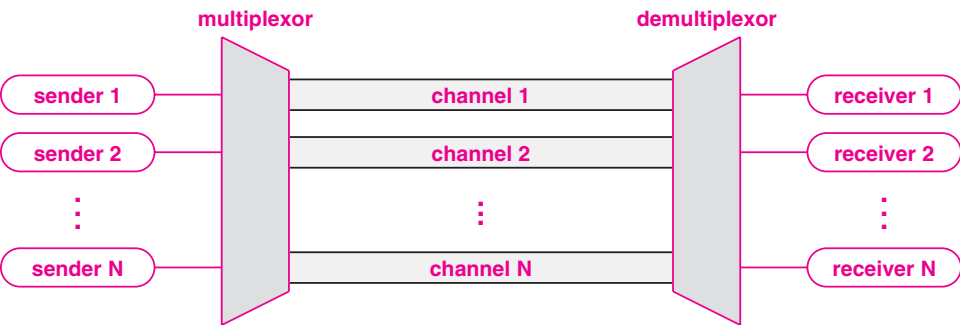 multiplexor demultiplexor
sender 1 channel 1 receiver 1
sender 2 channel 2 receiver 2
sender N channel N receiver N